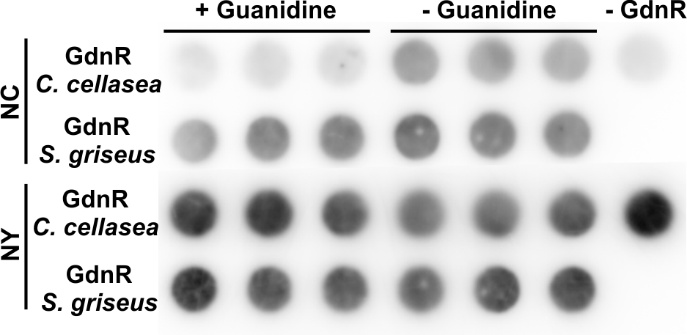 + Guanidine - Guanidine - GdnR
NC
GdnR
C. cellasea
GdnR
S. griseus
NY
GdnR
C. cellasea
GdnR
S. griseus